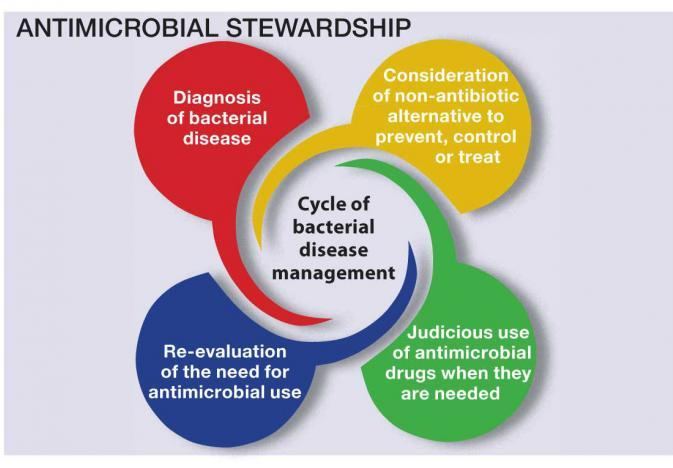 ANTIMICROBIAL STEWARDSHIP
Diagnosis
of bacterial
disease
Consideration
of non-antibiotic
alternative to
prevent, control
or treat
Cycle of
bacterial
disease
management
Re-evaluation
of the need for
antimicrobial use
Judicious use
of antimicrobial
drugs when they
are needed